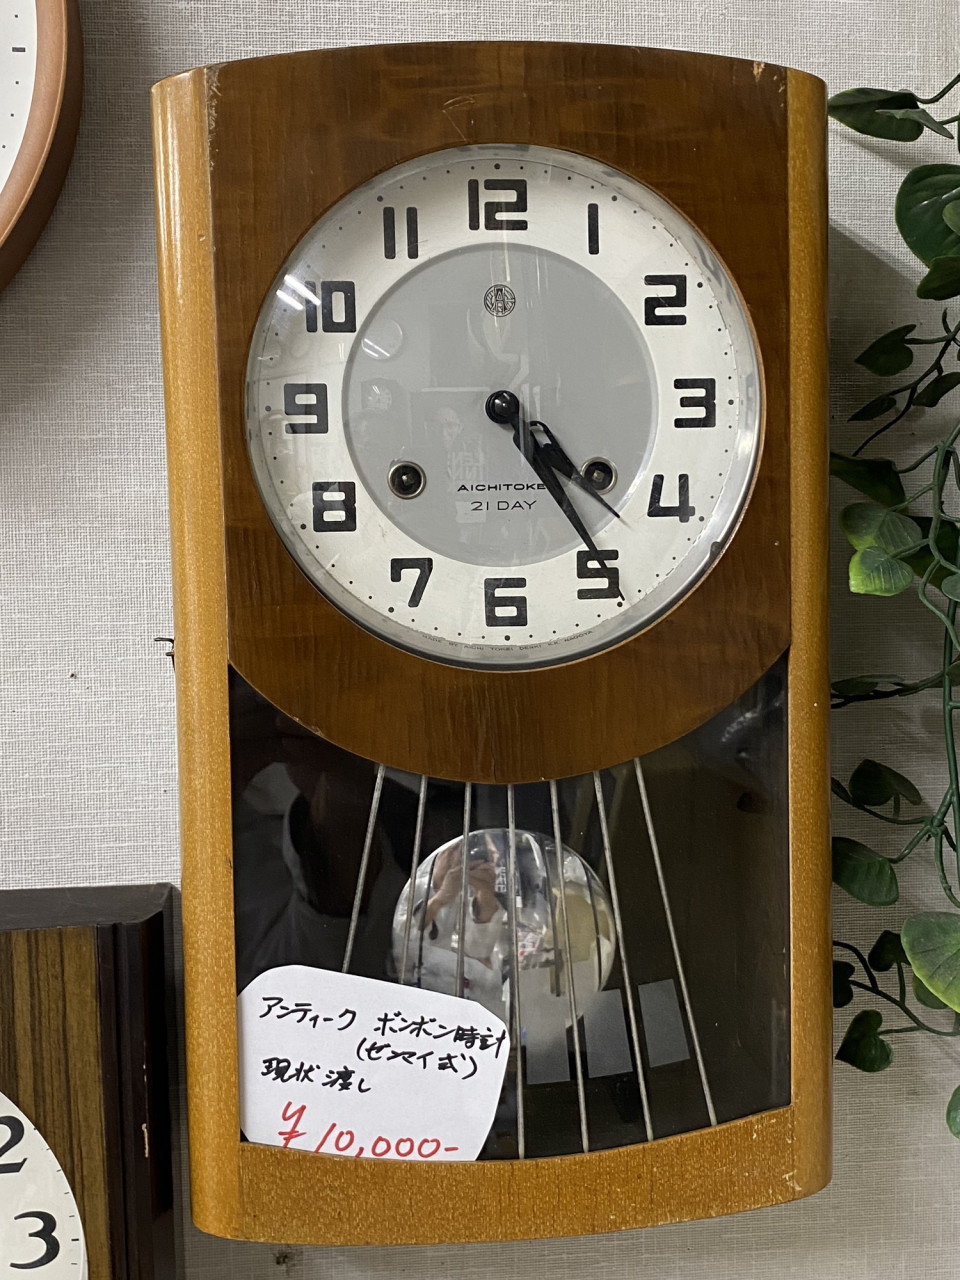 12
11 1
10 2
9 3
8 4
7 5
6
AICHITOKE
21 DAY
アンティーク ボンボン時計
(ゼンマイ式)
現状渡し
¥10,000-
2
3